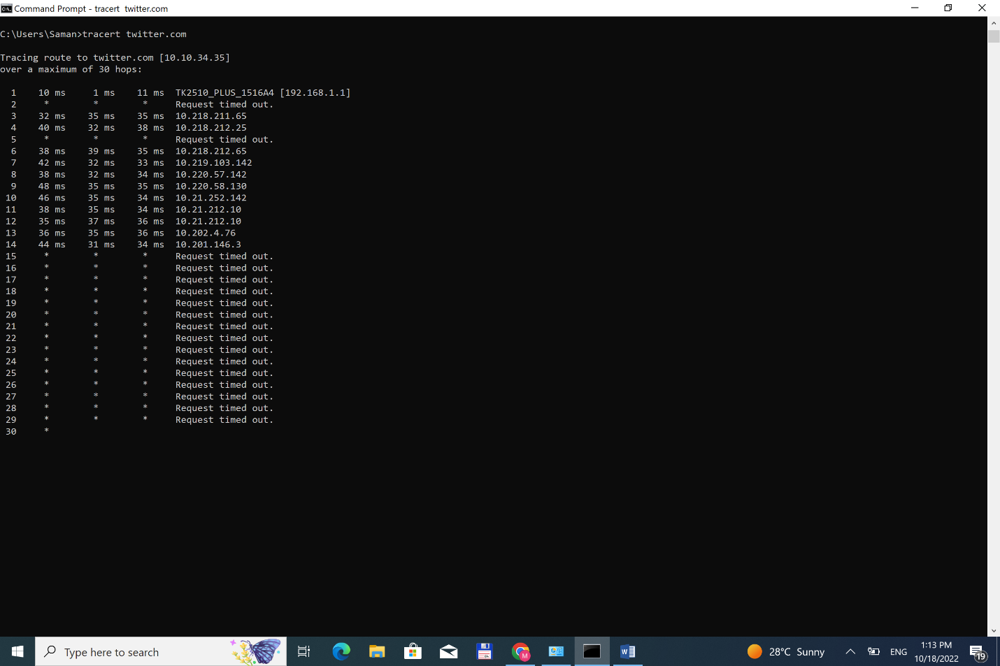 Command Prompt - tracert  twitter.com
C:\Users\Saman>tracert twitter.com
Tracing route to twitter.com [10.10.34.35]
over a maximum of 30 hops:
1    10 ms     1 ms    11 ms  TK2510_PLUS_1516A4 [192.168.1.1]
2     *        *        *     Request timed out.
3    32 ms    35 ms    35 ms  10.218.211.65
4    40 ms    32 ms    38 ms  10.218.212.25
5     *        *        *     Request timed out.
6    38 ms    39 ms    35 ms  10.218.212.65
7    42 ms    32 ms    33 ms  10.219.103.142
8    38 ms    32 ms    34 ms  10.220.57.142
9    48 ms    35 ms    35 ms  10.220.58.130
10    46 ms    35 ms    34 ms  10.21.252.142
11    38 ms    35 ms    34 ms  10.21.212.10
12    35 ms    37 ms    36 ms  10.21.212.10
13    36 ms    35 ms    36 ms  10.202.4.76
14    44 ms    31 ms    34 ms  10.201.146.3
15     *        *        *     Request timed out.
16     *        *        *     Request timed out.
17     *        *        *     Request timed out.
18     *        *        *     Request timed out.
19     *        *        *     Request timed out.
20     *        *        *     Request timed out.
21     *        *        *     Request timed out.
22     *        *        *     Request timed out.
23     *        *        *     Request timed out.
24     *        *        *     Request timed out.
25     *        *        *     Request timed out.
26     *        *        *     Request timed out.
27     *        *        *     Request timed out.
28     *        *        *     Request timed out.
29     *        *        *     Request timed out.
30     *
Type here to search
28°C  Sunny
ENG
1:13 PM
10/18/2022
19